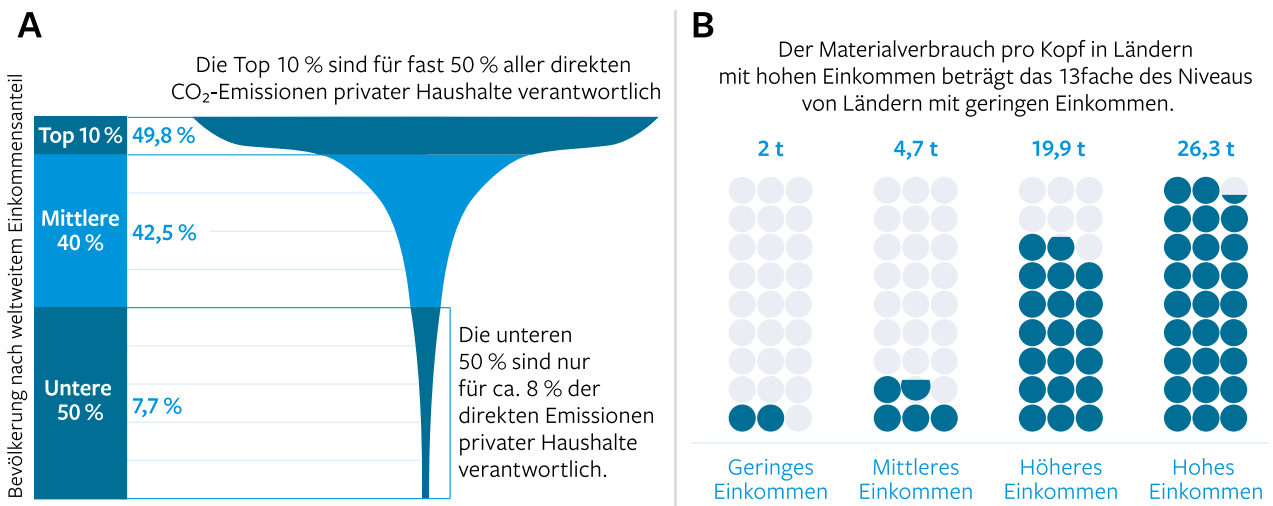 A
Die Top 10 % sind für fast 50 % aller direkten
CO₂-Emissionen privater Haushalte verantwortlich
Bevölkerung nach weltweitem Einkommensanteil
Top 10 %
49,8 %
Mittlere
40 %
42,5 %
Untere
50 %
7,7 %
Die unteren
50 % sind nur
für ca. 8 % der
direkten Emissionen
privater Haushalte
verantwortlich.
B
Der Materialverbrauch pro Kopf in Ländern
mit hohen Einkommen beträgt das 13fache des Niveaus
von Ländern mit geringen Einkommen.
2 t
4,7 t
19,9 t
26,3 t
Geringes
Einkommen
Mittleres
Einkommen
Höheres
Einkommen
Hohes
Einkommen